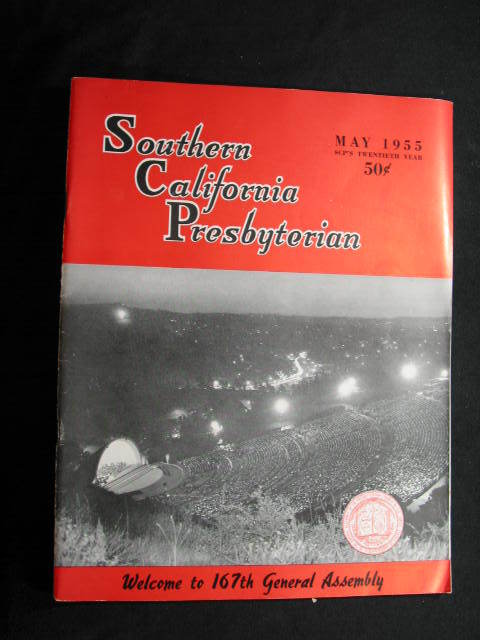 Southern
California
Presbyterian
MAY 1955
SCP'S TWENTIETH YEAR
50¢
Welcome to 167th General Assembly